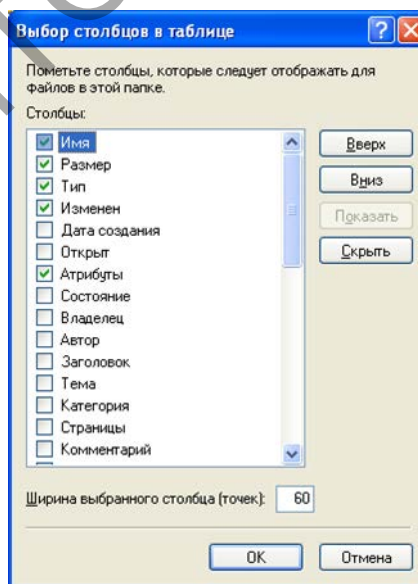 Выбор столбцов в таблице
Пометьте столбцы, которые следует отображать для
файлов в этой папке.
Столбцы:
Имя
Размер
Тип
Изменен
Дата создания
Открыт
Атрибуты
Состояние
Владелец
Автор
Заголовок
Тема
Категория
Страницы
Комментарий
Вверх
Вниз
Показать
Скрыть
Ширина выбранного столбца (точек): 60
OK Отмена